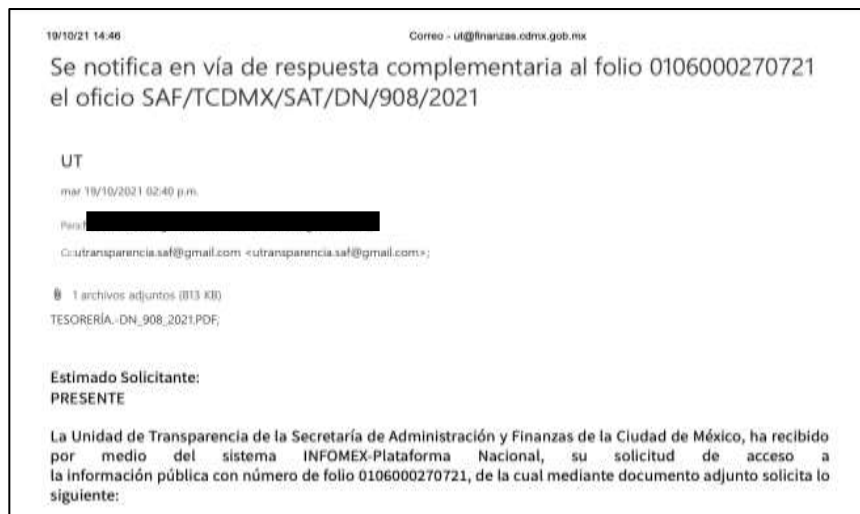 19/10/21 14:46 Correo - ut@finanzas.cdmx.gob.mx
Se notifica en vía de respuesta complementaria al folio 0106000270721
el oficio SAF/TCDMX/SAT/DN/908/2021
UT
mar 19/10/2021 02:40 p.m.
Para:
Cc:utransparencia.saf@gmail.com <utransparencia.saf@gmail.com>;
1 archivos adjuntos (813 KB)
TESORERÍA.-DN_908_2021.PDF;
Estimado Solicitante:
PRESENTE
La Unidad de Transparencia de la Secretaría de Administración y Finanzas de la Ciudad de México, ha recibido
por medio del sistema INFOMEX-Plataforma Nacional, su solicitud de acceso a
la información pública con número de folio 0106000270721, de la cual mediante documento adjunto solicita lo
siguiente: